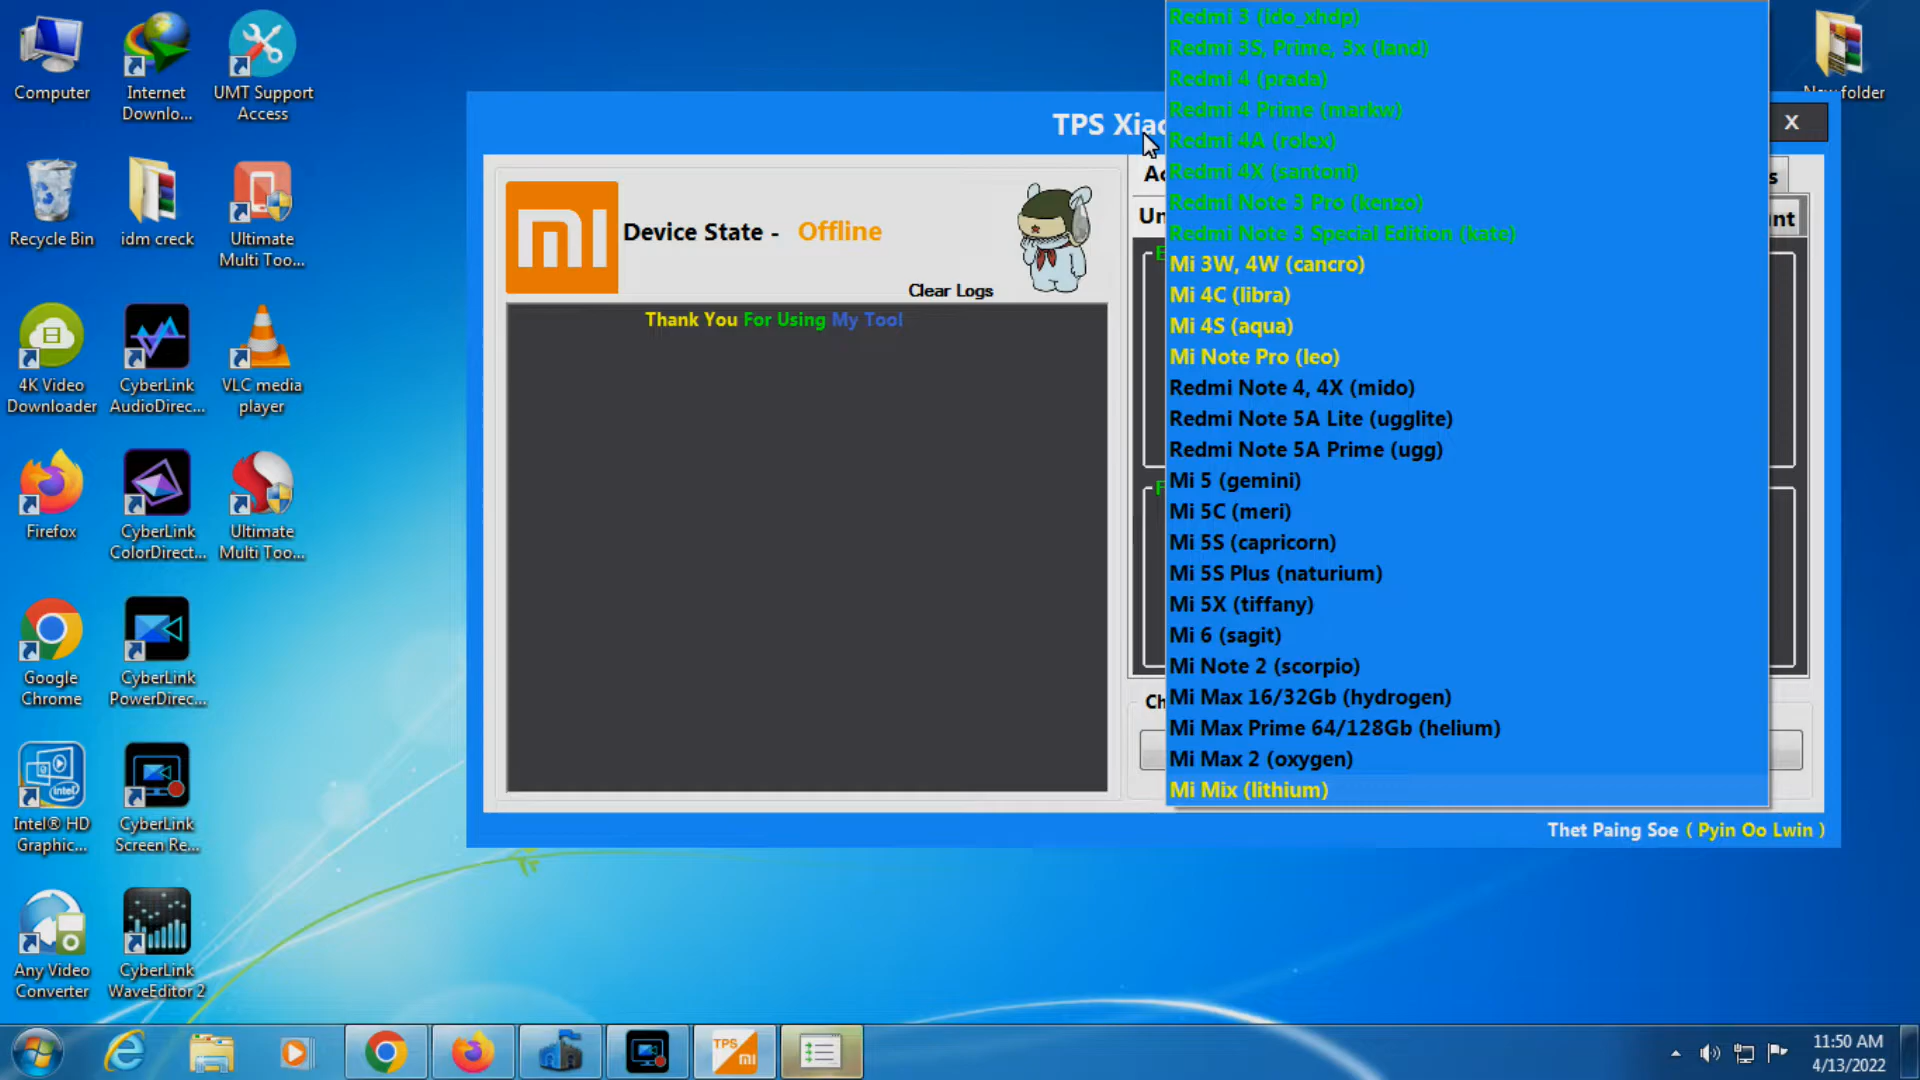 Computer
Internet
Downlo...
UMT Support
Access
Recycle Bin
idm creck
Ultimate
Multi Too...
4K Video
Downloader
CyberLink
AudioDirec...
VLC media
player
Firefox
CyberLink
ColorDirect...
Ultimate
Multi Too...
Google
Chrome
CyberLink
PowerDirec...
Intel® HD
Graphic...
CyberLink
Screen Re...
Any Video
Converter
CyberLink
WaveEditor 2
TPS Xiao
X
mi
Device State - Offline
Clear Logs
Thank You For Using My Tool
Redmi 3 (ido_xhdp)
Redmi 3S, Prime, 3x (land)
Redmi 4 (prada)
Redmi 4 Prime (markw)
Redmi 4A (rolex)
Redmi 4X (santoni)
Redmi Note 3 Pro (kenzo)
Redmi Note 3 Special Edition (kate)
Mi 3W, 4W (cancro)
Mi 4C (libra)
Mi 4S (aqua)
Mi Note Pro (leo)
Redmi Note 4, 4X (mido)
Redmi Note 5A Lite (ugglite)
Redmi Note 5A Prime (ugg)
Mi 5 (gemini)
Mi 5C (meri)
Mi 5S (capricorn)
Mi 5S Plus (naturium)
Mi 5X (tiffany)
Mi 6 (sagit)
Mi Note 2 (scorpio)
Mi Max 16/32Gb (hydrogen)
Mi Max Prime 64/128Gb (helium)
Mi Max 2 (oxygen)
Mi Mix (lithium)
Thet Paing Soe ( Pyin Oo Lwin )
TPS
mi
11:50 AM
4/13/2022